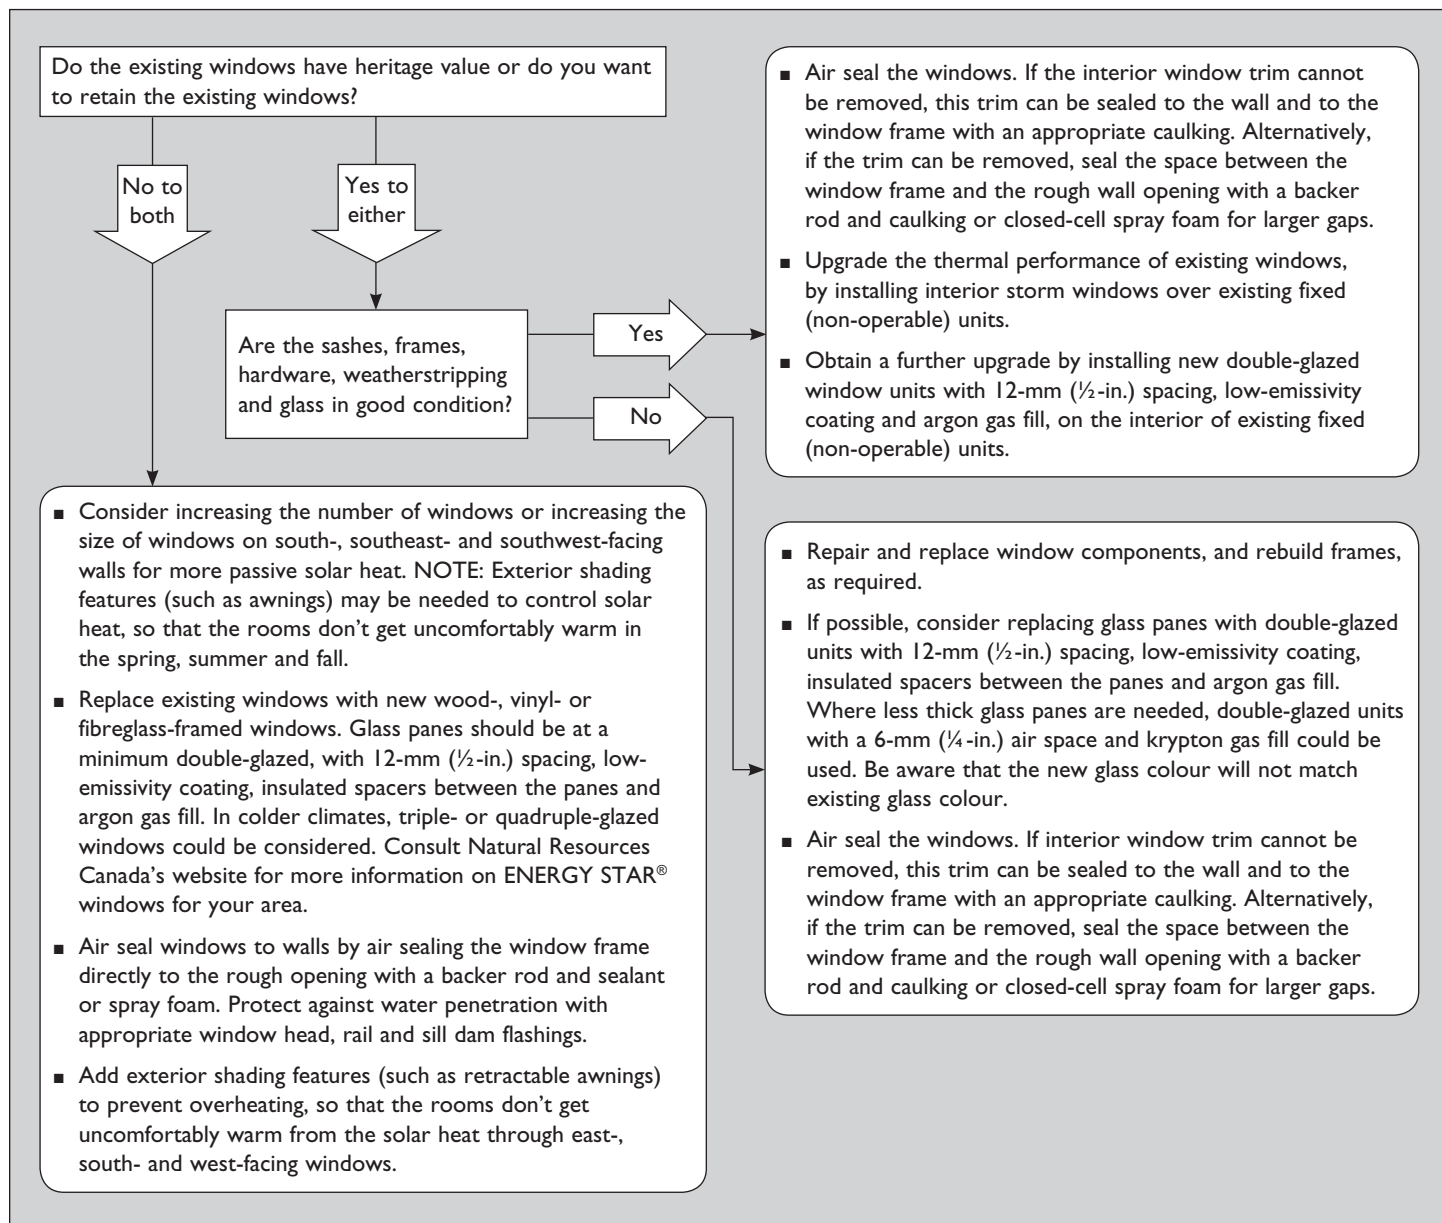 Do the existing windows have heritage value or do you want
to retain the existing windows?
No to
both
Yes to
either
Are the sashes, frames,
hardware, weatherstripping
and glass in good condition?
Yes
No
■ Air seal the windows. If the interior window trim cannot
be removed, this trim can be sealed to the wall and to the
window frame with an appropriate caulking. Alternatively,
if the trim can be removed, seal the space between the
window frame and the rough wall opening with a backer
rod and caulking or closed-cell spray foam for larger gaps.
■ Upgrade the thermal performance of existing windows,
by installing interior storm windows over existing fixed
(non-operable) units.
■ Obtain a further upgrade by installing new double-glazed
window units with 12-mm (½-in.) spacing, low-emissivity
coating and argon gas fill, on the interior of existing fixed
(non-operable) units.
■ Consider increasing the number of windows or increasing the
size of windows on south-, southeast- and southwest-facing
walls for more passive solar heat. NOTE: Exterior shading
features (such as awnings) may be needed to control solar
heat, so that the rooms don't get uncomfortably warm in
the spring, summer and fall.
■ Replace existing windows with new wood-, vinyl- or
fibreglass-framed windows. Glass panes should be at a
minimum double-glazed, with 12-mm (½-in.) spacing, low-
emissivity coating, insulated spacers between the panes and
argon gas fill. In colder climates, triple- or quadruple-glazed
windows could be considered. Consult Natural Resources
Canada's website for more information on ENERGY STAR®
windows for your area.
■ Air seal windows to walls by air sealing the window frame
directly to the rough opening with a backer rod and sealant
or spray foam. Protect against water penetration with
appropriate window head, rail and sill dam flashings.
■ Add exterior shading features (such as retractable awnings)
to prevent overheating, so that the rooms don't get
uncomfortably warm from the solar heat through east-,
south- and west-facing windows.
■ Repair and replace window components, and rebuild frames,
as required.
■ If possible, consider replacing glass panes with double-glazed
units with 12-mm (½-in.) spacing, low-emissivity coating,
insulated spacers between the panes and argon gas fill.
Where less thick glass panes are needed, double-glazed units
with a 6-mm (¼-in.) air space and krypton gas fill could be
used. Be aware that the new glass colour will not match
existing glass colour.
■ Air seal the windows. If interior window trim cannot be
removed, this trim can be sealed to the wall and to the
window frame with an appropriate caulking. Alternatively,
if the trim can be removed, seal the space between the
window frame and the rough wall opening with a backer
rod and caulking or closed-cell spray foam for larger gaps.